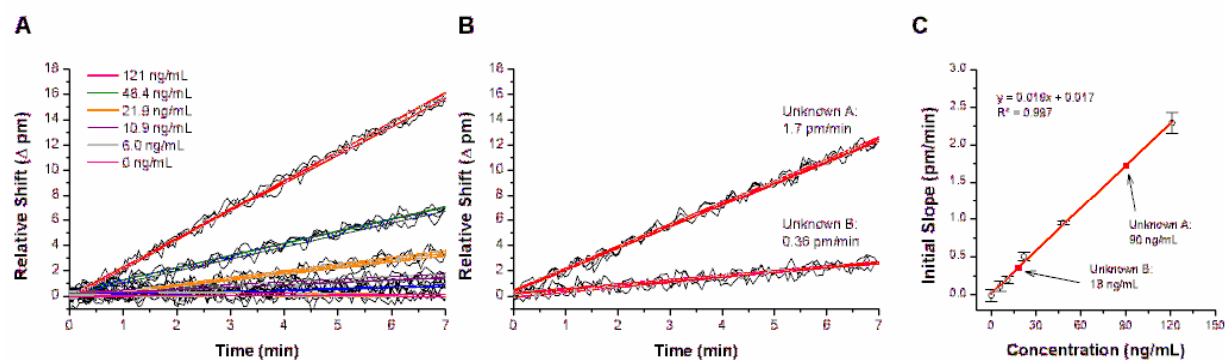 A
Relative Shift (Δ pm)
18
16
14
12
10
8
6
4
2
0
121 ng/mL
48.4 ng/mL
21.9 ng/mL
10.9 ng/mL
6.0 ng/mL
0 ng/mL
0 1 2 3 4 5 6 7
Time (min)
B
Relative Shift (Δ pm)
18
16
14
12
10
8
6
4
2
0
Unknown A:
1.7 pm/min
Unknown B:
0.36 pm/min
0 1 2 3 4 5 6 7
Time (min)
C
Initial Slope (pm/min)
3.0
2.5
2.0
1.5
1.0
0.5
0.0
y = 0.019x + 0.017
R² = 0.997
Unknown A:
90 ng/mL
Unknown B:
18 ng/mL
0 30 60 90 120 150
Concentration (ng/mL)